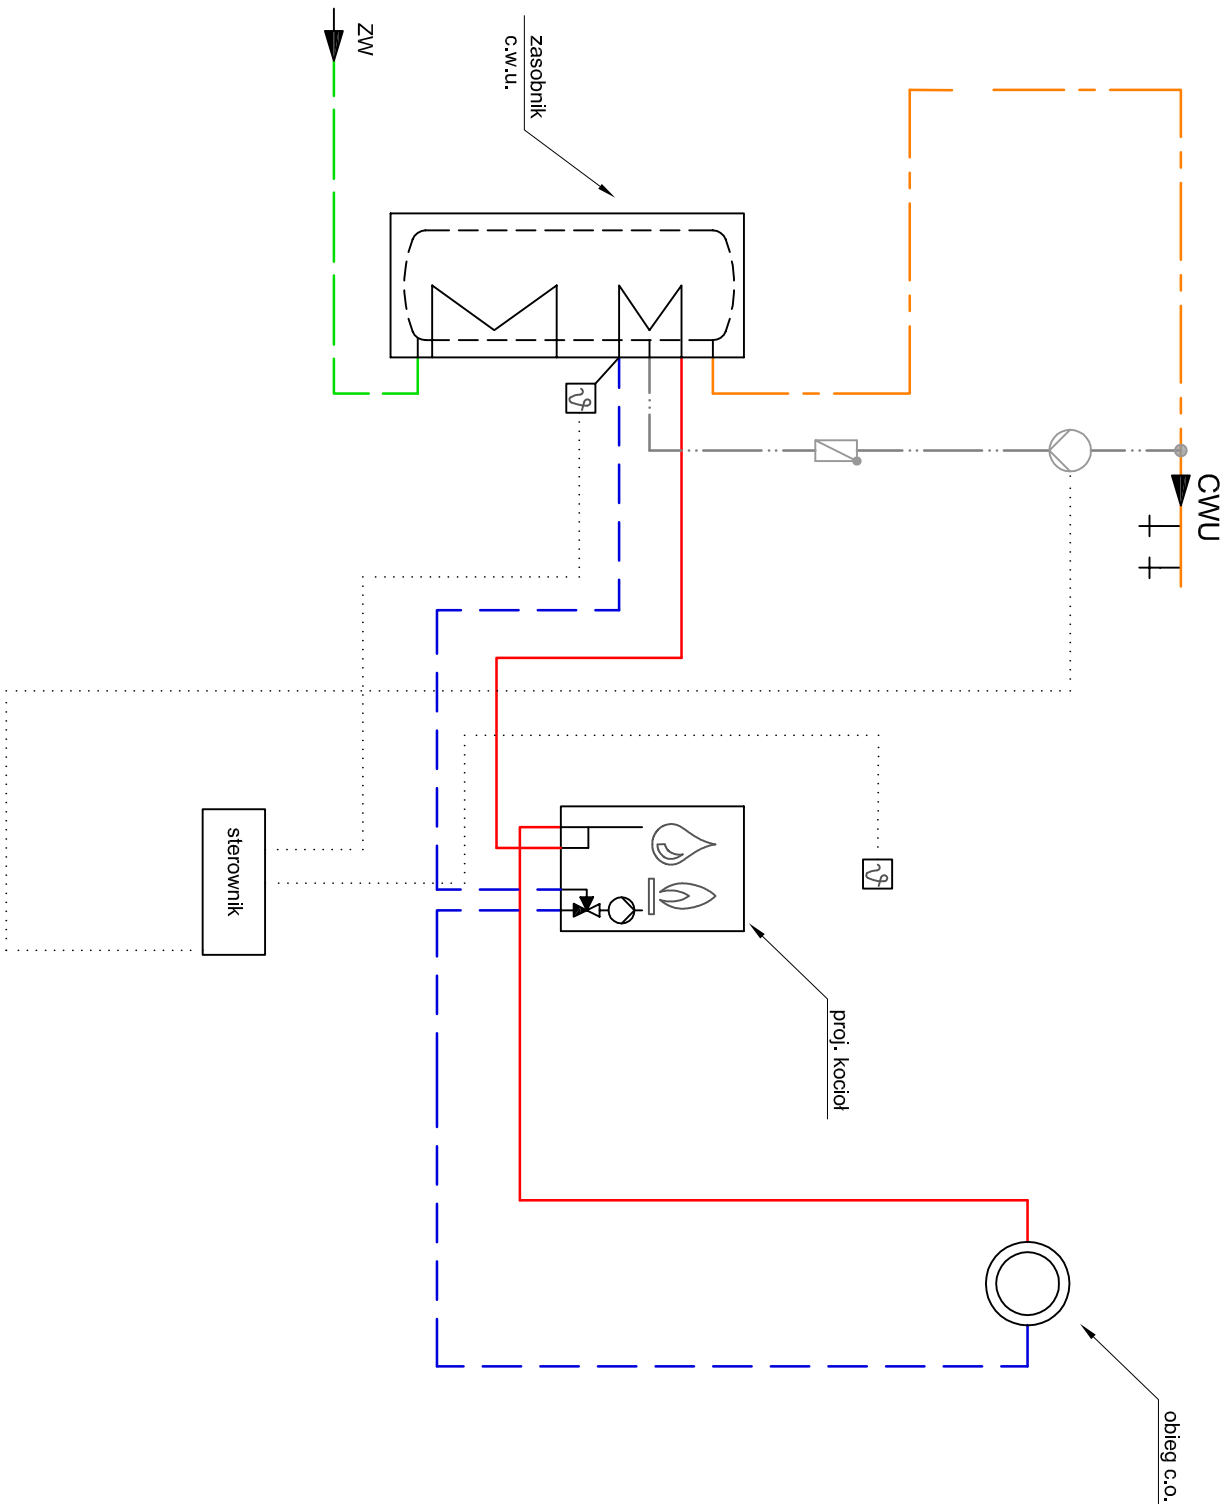 ZW
zasobnik
c.w.u.
CWU
sterownik
proj. kocioł
obieg c.o.